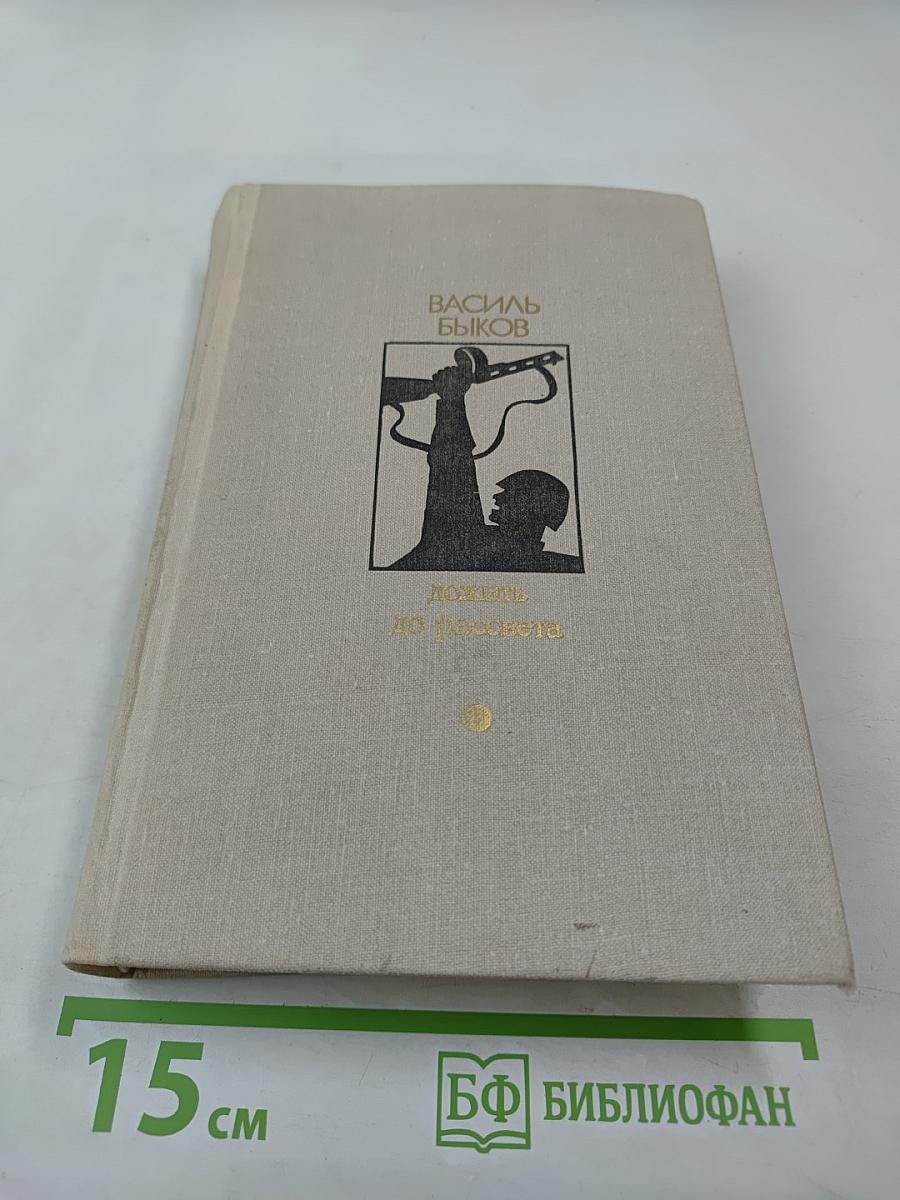 ВАСИЛЬ
БЫКОВ
дожить
до рассвета
15 см
БФ БИБЛИОФАН